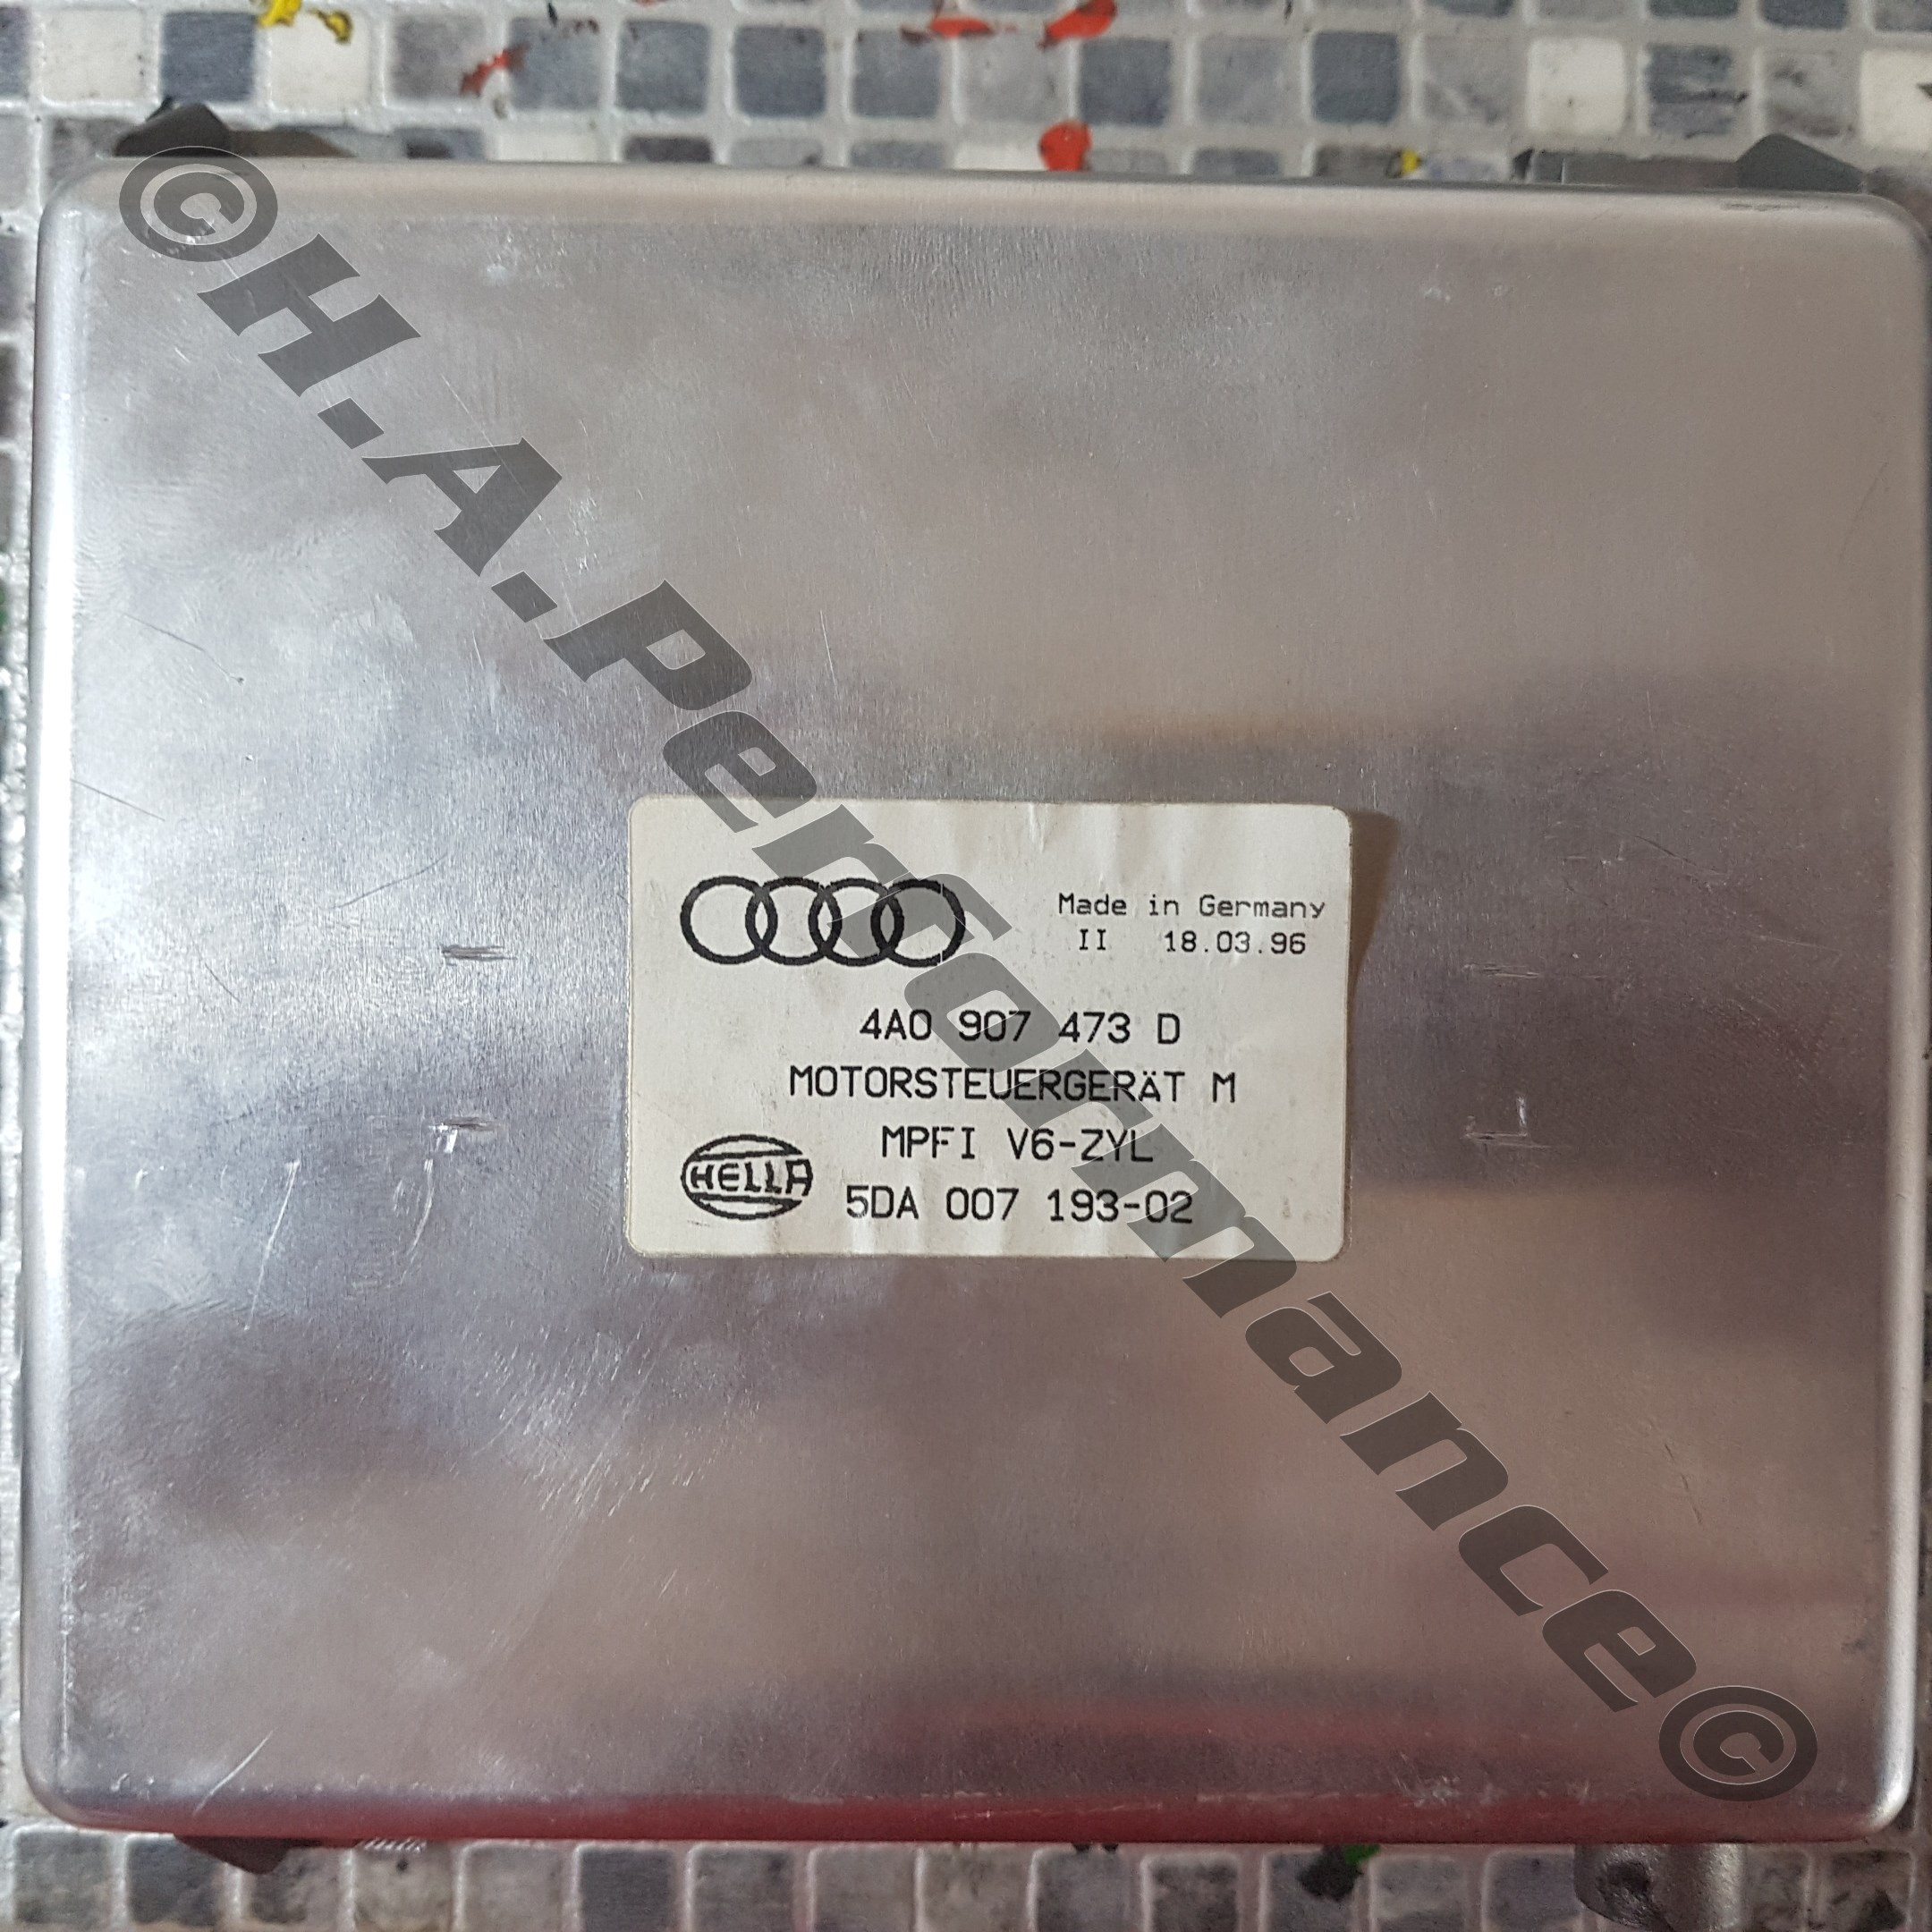 ©H.A.Performance©
Made in Germany
II 18.03.96
4A0 907 473 D
MOTORSTEUERGERÄT M
MPFI V6-ZYL
HELLA
5DA 007 193-02